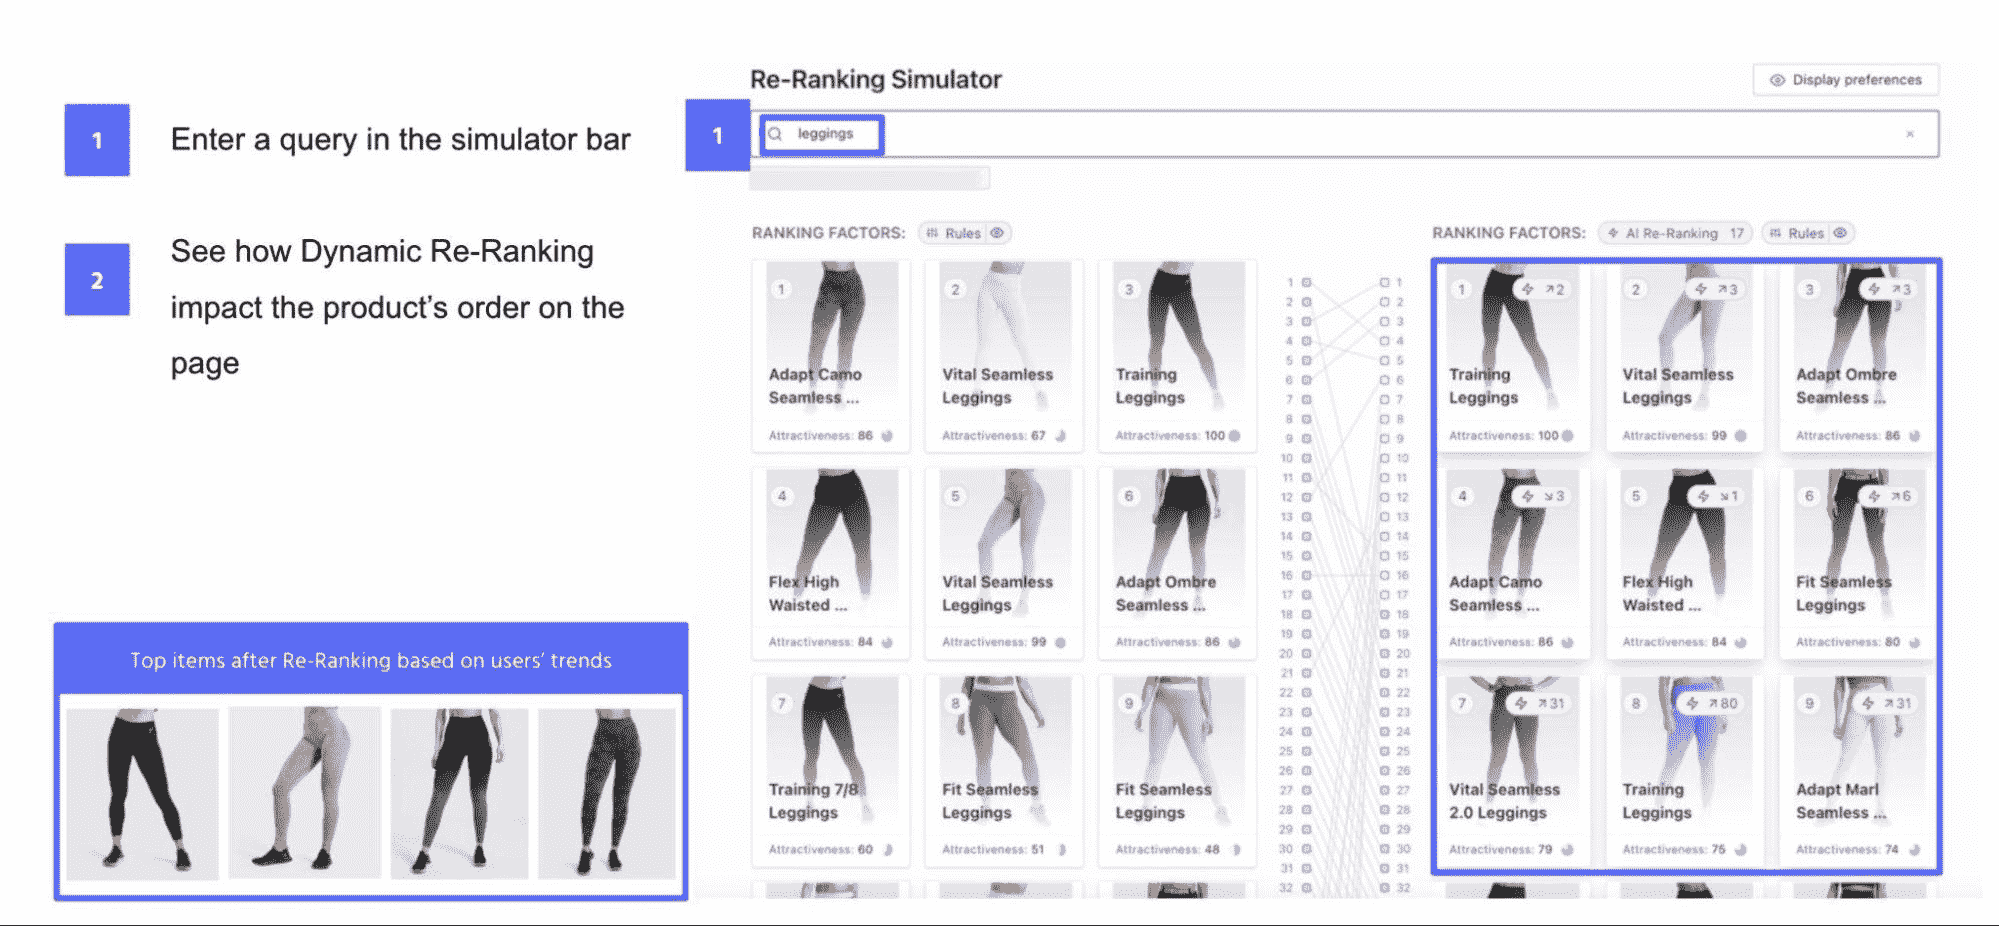 1
Enter a query in the simulator bar
2
See how Dynamic Re-Ranking
impact the product's order on the
page
Top items after Re-Ranking based on users' trends
Re-Ranking Simulator
Display preferences
1
leggings
×
RANKING FACTORS:
Rules
1
Adapt Camo
Seamless ...
Attractiveness: 86
2
Vital Seamless
Leggings
Attractiveness: 67
3
Training
Leggings
Attractiveness: 100
4
Flex High
Waisted ...
Attractiveness: 84
5
Vital Seamless
Leggings
Attractiveness: 99
6
Adapt Ombre
Seamless ...
Attractiveness: 86
7
Training 7/8
Leggings
Attractiveness: 60
8
Fit Seamless
Leggings
Attractiveness: 51
9
Fit Seamless
Leggings
Attractiveness: 48
1 1
2 2
3 3
4 4
5 5
6 6
7 7
8 8
9 9
10 10
11 11
12 12
13 13
14 14
15 15
16 16
17 17
18 18
19 19
20 20
21 21
22 22
23 23
24 24
25 25
26 26
27 27
28 28
29 29
30 30
31 31
32 32
RANKING FACTORS:
AI Re-Ranking 17
Rules
1 2
Training
Leggings
Attractiveness: 100
2 3
Vital Seamless
Leggings
Attractiveness: 99
3 3
Adapt Ombre
Seamless ...
Attractiveness: 86
4 3
Adapt Camo
Seamless ...
Attractiveness: 86
5 1
Flex High
Waisted ...
Attractiveness: 84
6 6
Fit Seamless
Leggings
Attractiveness: 80
7 31
Vital Seamless
2.0 Leggings
Attractiveness: 79
8 80
Training
Leggings
Attractiveness: 75
9 31
Adapt Marl
Seamless ...
Attractiveness: 74